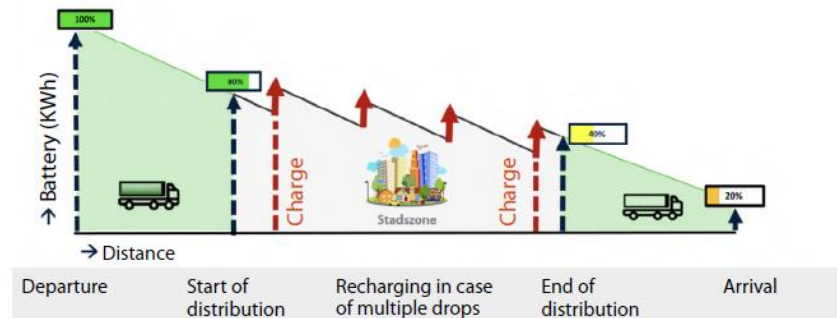 100%
80%
40%
20%
→ Battery (KWh)
Charge
Charge
Stadszone
→ Distance
Departure
Start of
distribution
Recharging in case
of multiple drops
End of
distribution
Arrival